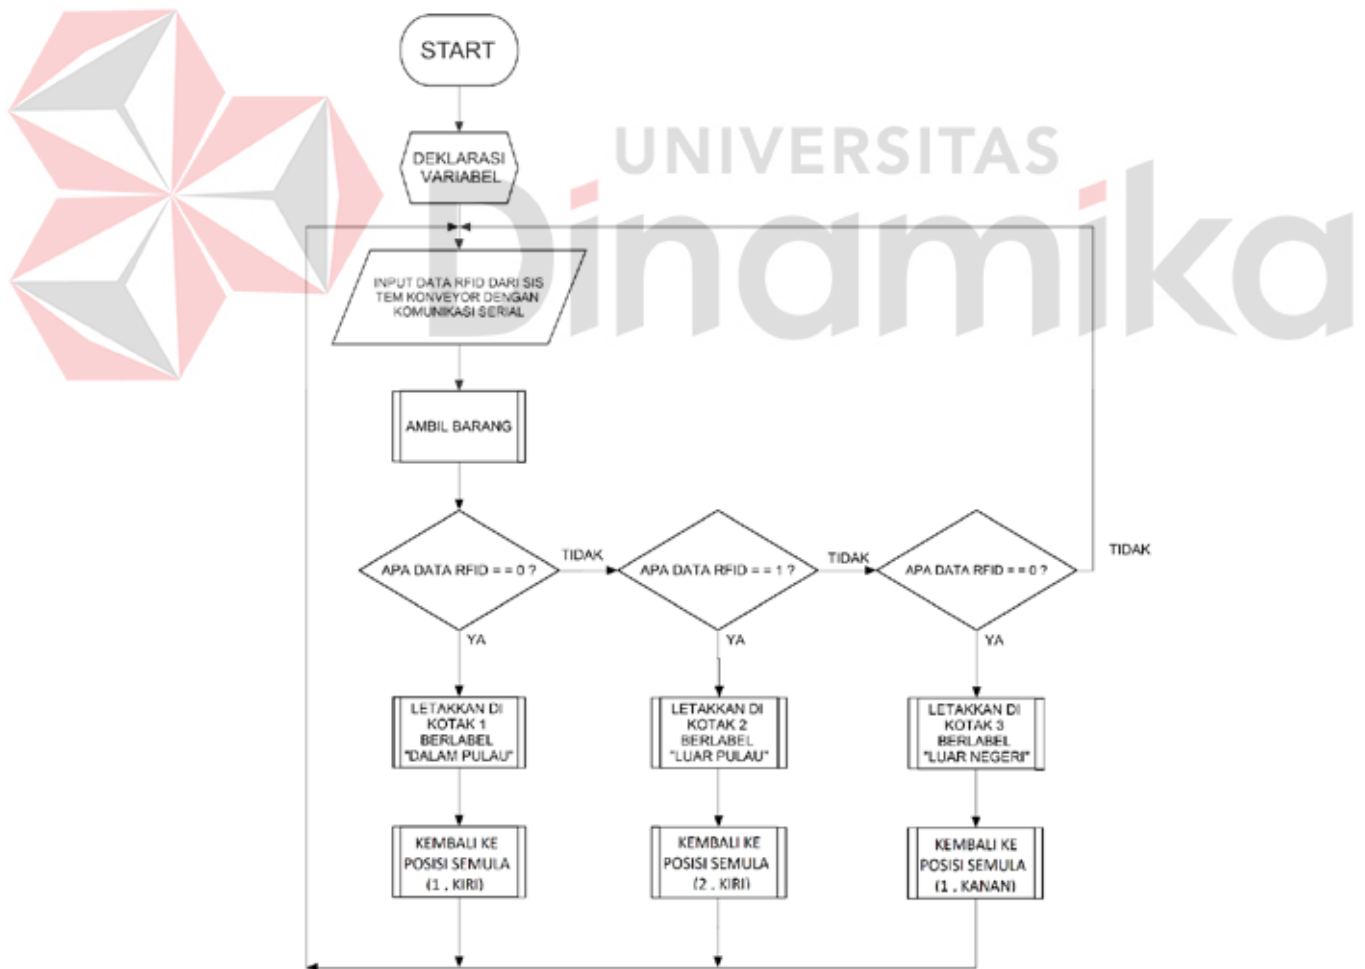 START
UNIVERSITAS
Dinamika
DEKLARASI
VARIABEL
INPUT DATA RFID DARI SIS
TEM KONVEYOR DENGAN
KOMUNIKASI SERIAL
AMBIL BARANG
APA DATA RFID == 0 ?
TIDAK
APA DATA RFID == 1 ?
TIDAK
APA DATA RFID == 0 ?
TIDAK
YA
YA
YA
LETAKKAN DI
KOTAK 1
BERLABEL
"DALAM PULAU"
LETAKKAN DI
KOTAK 2
BERLABEL
"LUAR PULAU"
LETAKKAN DI
KOTAK 3
BERLABEL
"LUAR NEGERI"
KEMBALI KE
POSISI SEMULA
(1 , KIRI)
KEMBALI KE
POSISI SEMULA
(2 , KIRI)
KEMBALI KE
POSISI SEMULA
(1 , KANAN)